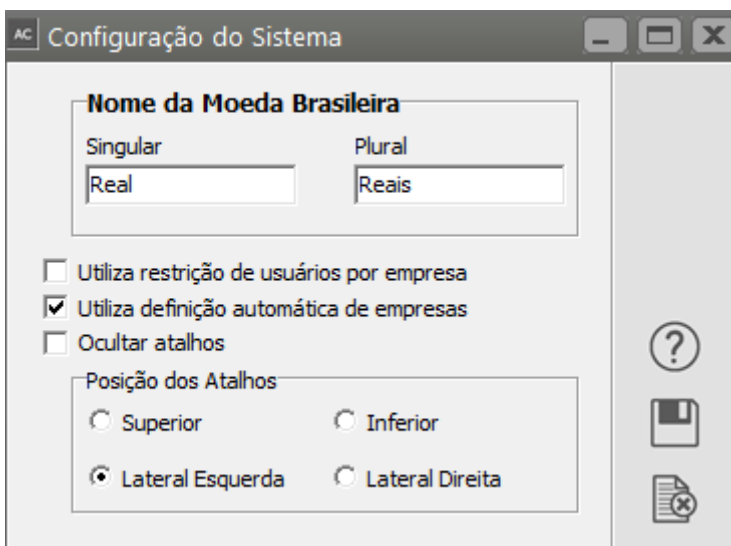 AC Configuração do Sistema
Nome da Moeda Brasileira
Singular Plural
Real Reais
Utiliza restrição de usuários por empresa
Utiliza definição automática de empresas
Ocultar atalhos
Posição dos Atalhos
Superior Inferior
Lateral Esquerda Lateral Direita